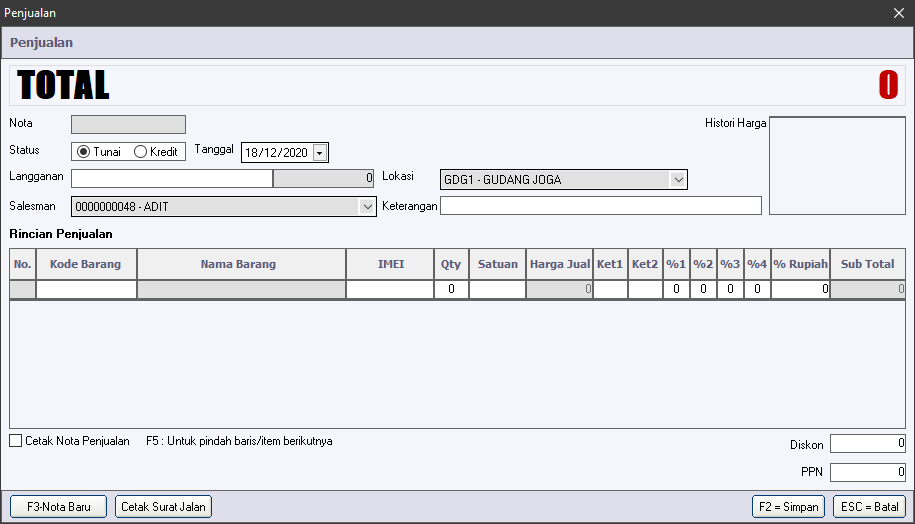 Penjualan
Penjualan
TOTAL 0
Nota
Histori Harga
Status Tunai Kredit Tanggal 18/12/2020
Langganan 0 Lokasi GDG1 - GUDANG JOGA
Salesman 0000000048 - ADIT Keterangan
Rincian Penjualan
No. Kode Barang Nama Barang IMEI Qty Satuan Harga Jual Ket1 Ket2 %1 %2 %3 %4 % Rupiah Sub Total
0 0 0 0 0 0 0 0
Cetak Nota Penjualan F5 : Untuk pindah baris/item berikutnya
Diskon 0
PPN 0
F3-Nota Baru Cetak Surat Jalan F2 = Simpan ESC = Batal